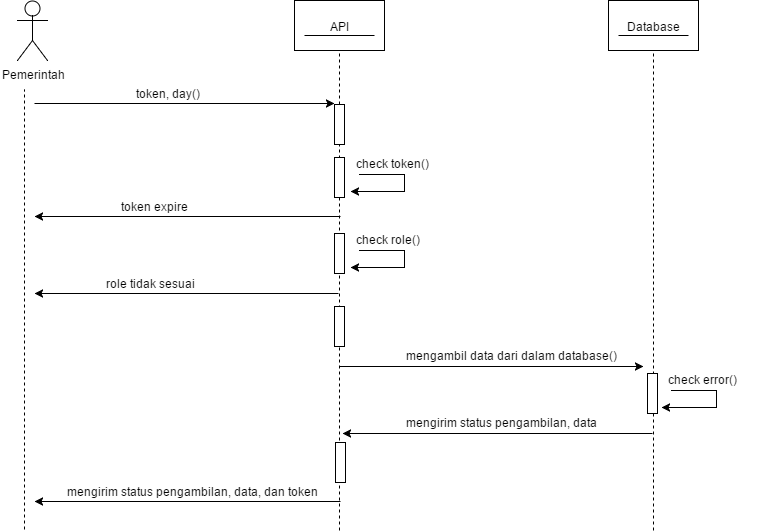 API
Database
Pemerintah
token, day()
check token()
token expire
check role()
role tidak sesuai
mengambil data dari dalam database()
check error()
mengirim status pengambilan, data
mengirim status pengambilan, data, dan token